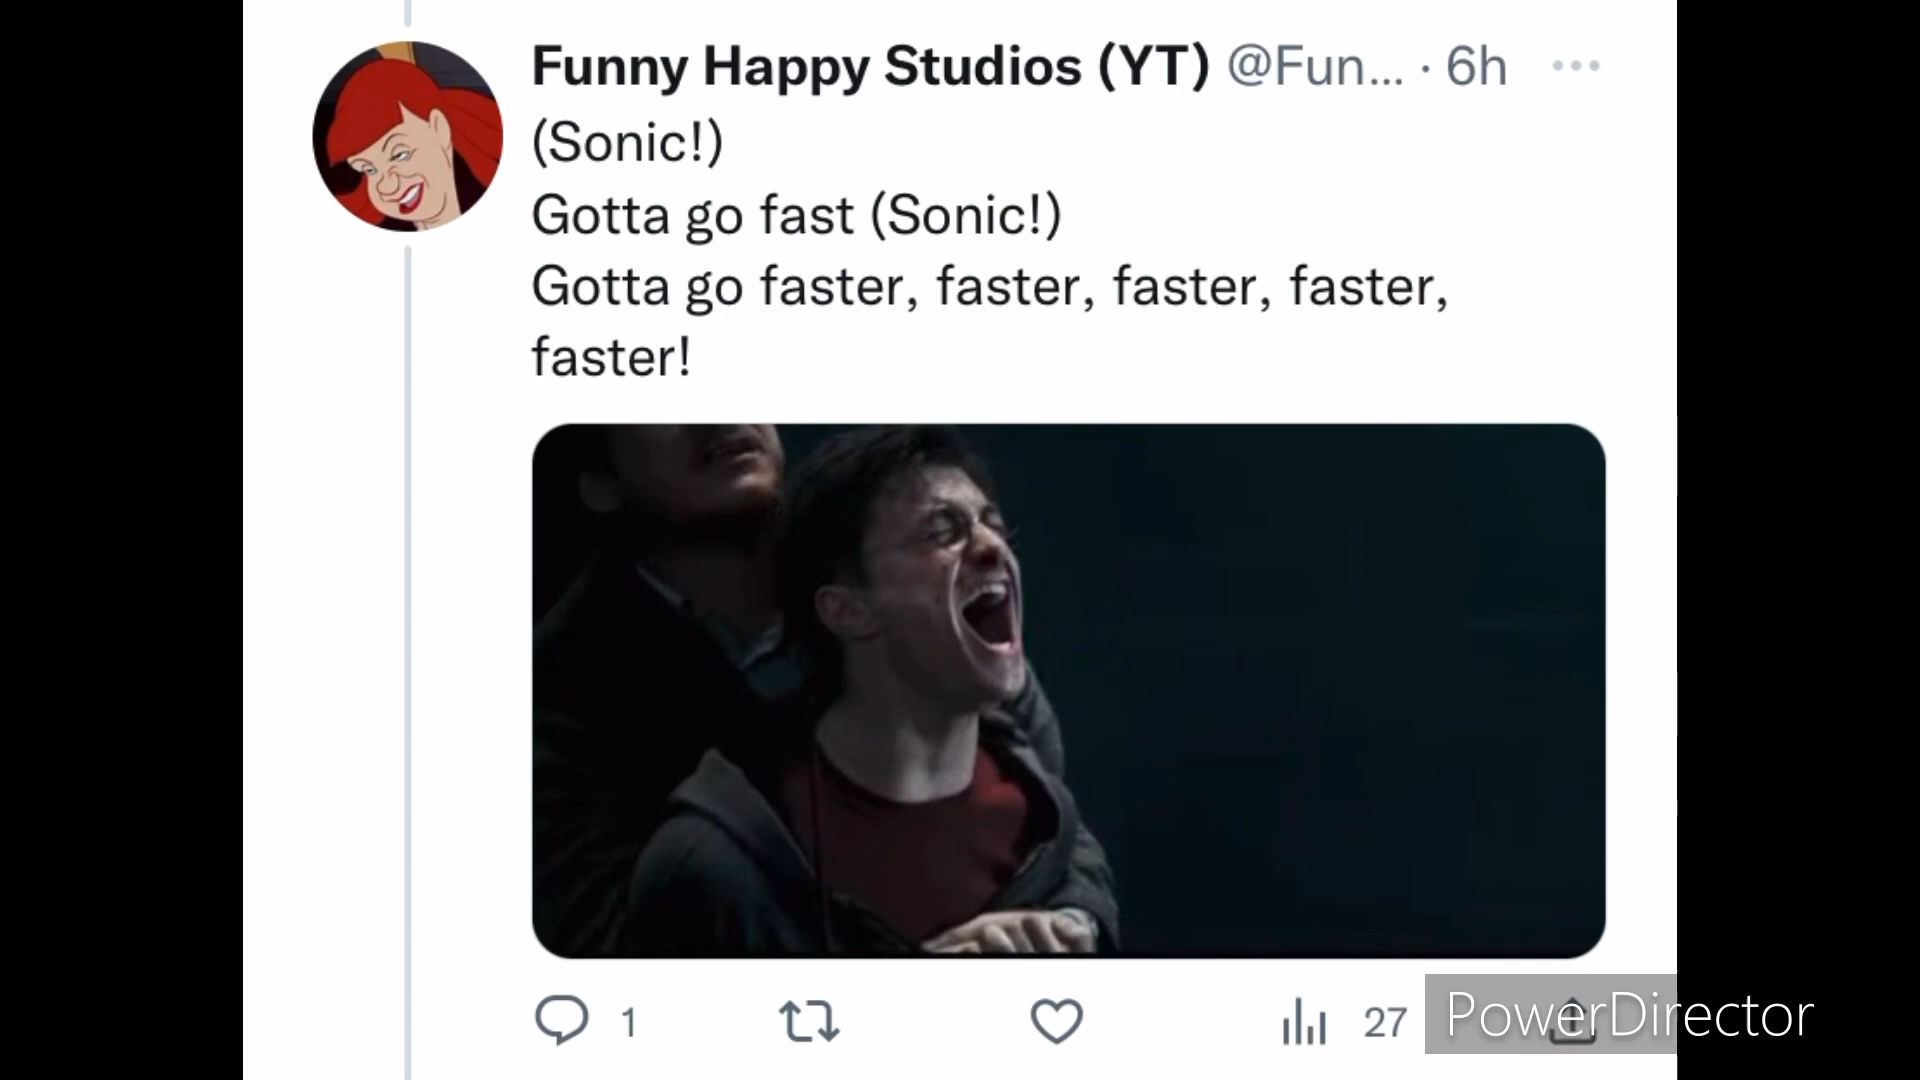 Funny Happy Studios (YT) @Fun... · 6h
(Sonic!)
Gotta go fast (Sonic!)
Gotta go faster, faster, faster, faster,
faster!
1
27
PowerDirector